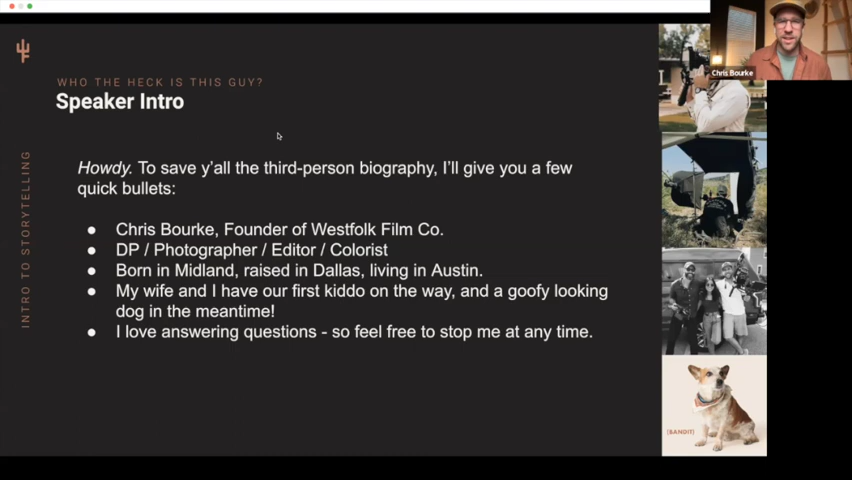 Chris Bourke
WHO THE HECK IS THIS GUY?
Speaker Intro
INTRO TO STORYTELLING
Howdy. To save y'all the third-person biography, I'll give you a few
quick bullets:
● Chris Bourke, Founder of Westfolk Film Co.
● DP / Photographer / Editor / Colorist
● Born in Midland, raised in Dallas, living in Austin.
● My wife and I have our first kiddo on the way, and a goofy looking
dog in the meantime!
● I love answering questions - so feel free to stop me at any time.
(BANDIT)